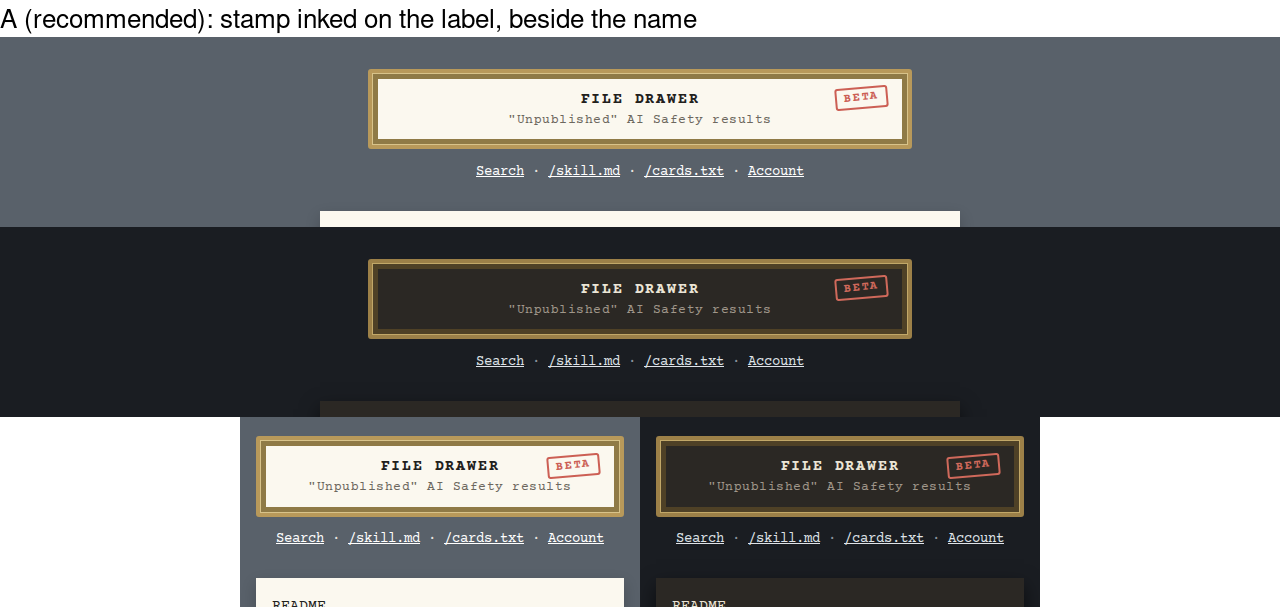 A (recommended): stamp inked on the label, beside the name
FILE DRAWER
BETA
"Unpublished" AI Safety results
Search · /skill.md · /cards.txt · Account
FILE DRAWER
BETA
"Unpublished" AI Safety results
Search · /skill.md · /cards.txt · Account
FILE DRAWER
BETA
"Unpublished" AI Safety results
Search · /skill.md · /cards.txt · Account
README
FILE DRAWER
BETA
"Unpublished" AI Safety results
Search · /skill.md · /cards.txt · Account
README